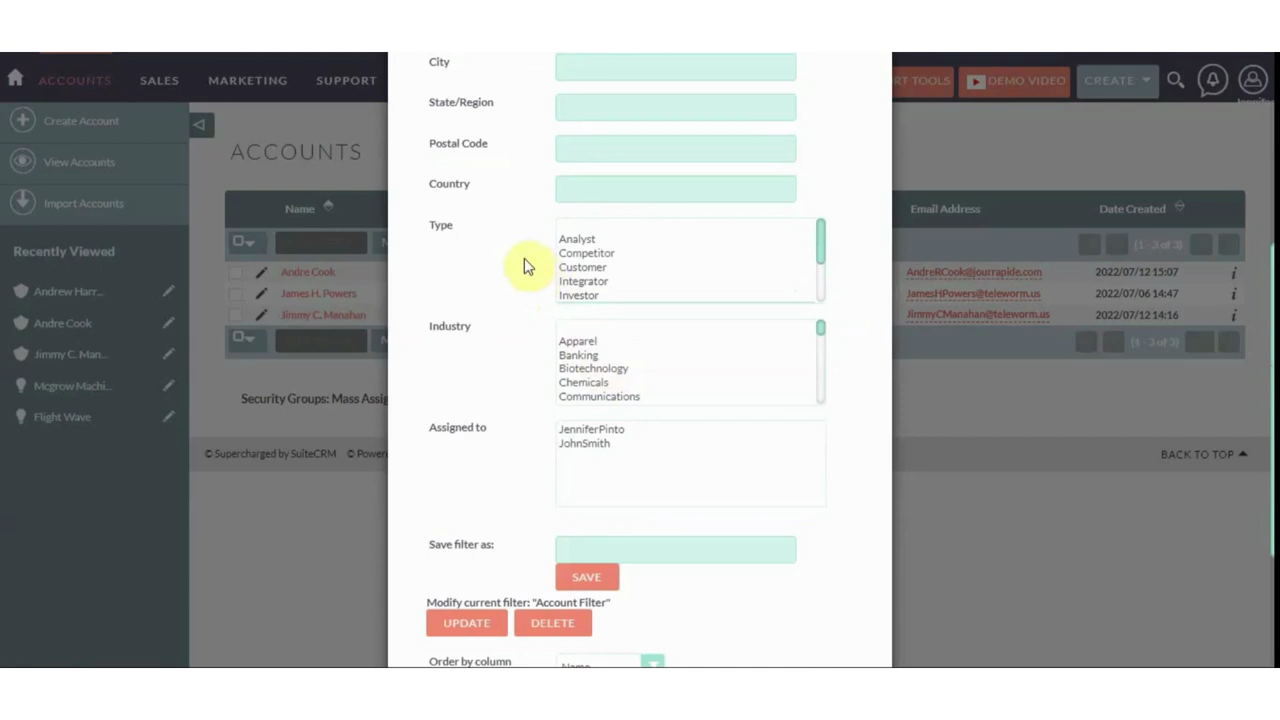 City
ACCOUNTS
SALES
MARKETING
SUPPORT
RT TOOLS
DEMO VIDEO
CREATE
State/Region
Create Account
Postal Code
ACCOUNTS
View Accounts
Country
Import Accounts
Name
Email Address
Date Created
Type
Analyst
Competitor
Customer
Integrator
Investor
Recently Viewed
(1 - 3 of 3)
Andre Cook
AndreRCook@jourrapide.com
2022/07/12 15:07
i
Andrew Harr...
James H. Powers
JamesHPowers@teleworm.us
2022/07/06 14:47
i
Jimmy C. Manahan
JimmyCManahan@teleworm.us
2022/07/12 14:16
i
Andre Cook
Industry
Apparel
Banking
Biotechnology
Chemicals
Communications
(1 - 3 of 3)
Jimmy C. Man...
Mcgrow Machi...
Security Groups: Mass Assig
Flight Wave
Assigned to
JenniferPinto
JohnSmith
© Supercharged by SuiteCRM
© Power
BACK TO TOP
Save filter as:
SAVE
Modify current filter: "Account Filter"
UPDATE
DELETE
Order by column
Name